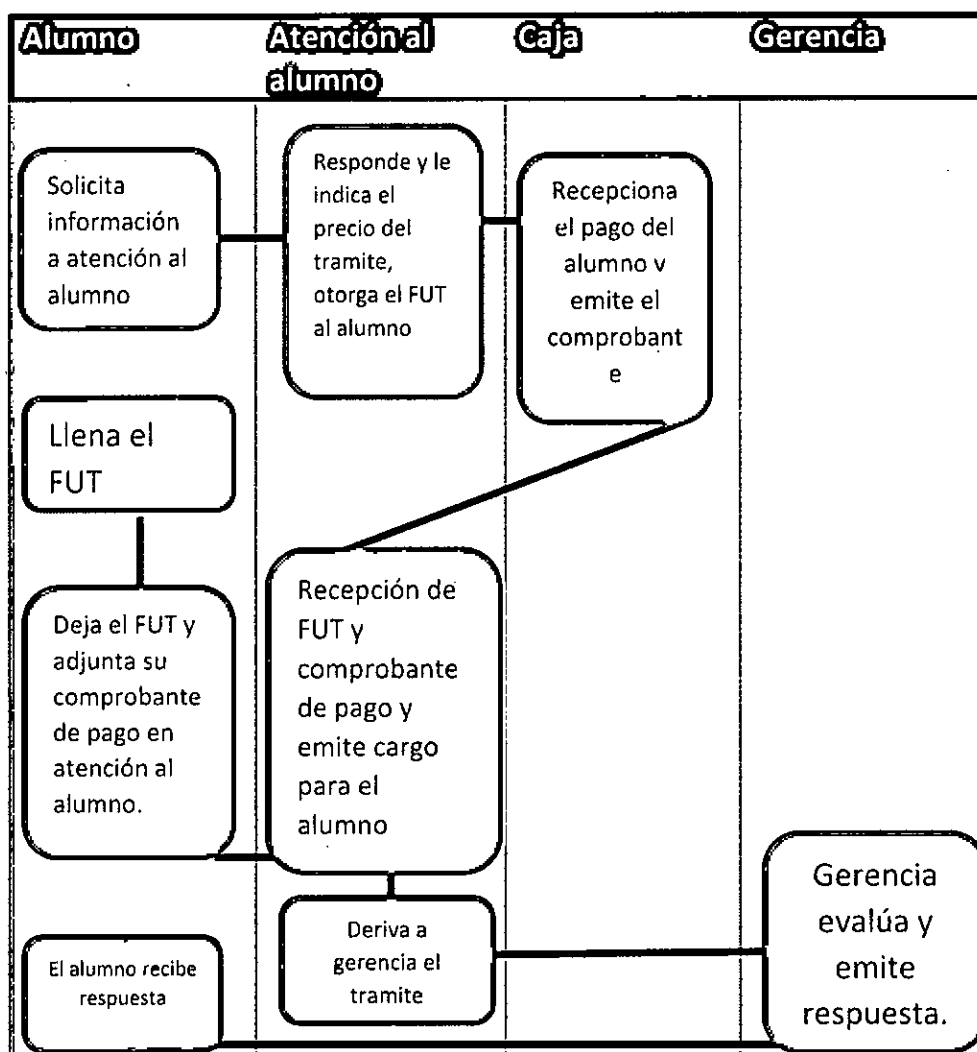 Alumno
Atención al
alumno
Caja
Gerencia
Solicita
información
a atención al
alumno
Responde y le
indica el
precio del
tramite,
otorga el FUT
al alumno
Recepciona
el pago del
alumno v
emite el
comprobant
e
Llena el
FUT
Deja el FUT y
adjunta su
comprobante
de pago en
atención al
alumno.
Recepción de
FUT y
comprobante
de pago y
emite cargo
para el
alumno
Deriva a
gerencia el
tramite
Gerencia
evalúa y
emite
respuesta.
El alumno recibe
respuesta